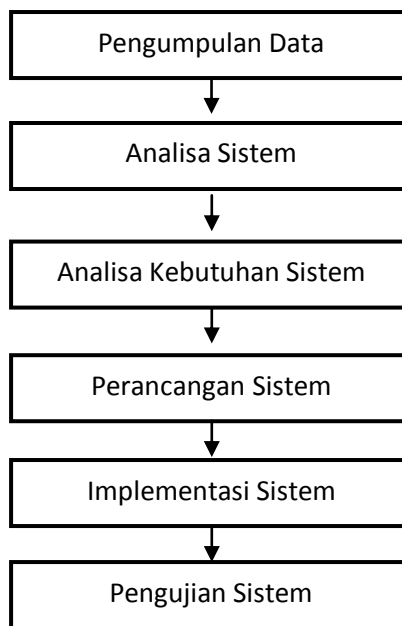 Pengumpulan Data
Analisa Sistem
Analisa Kebutuhan Sistem
Perancangan Sistem
Implementasi Sistem
Pengujian Sistem